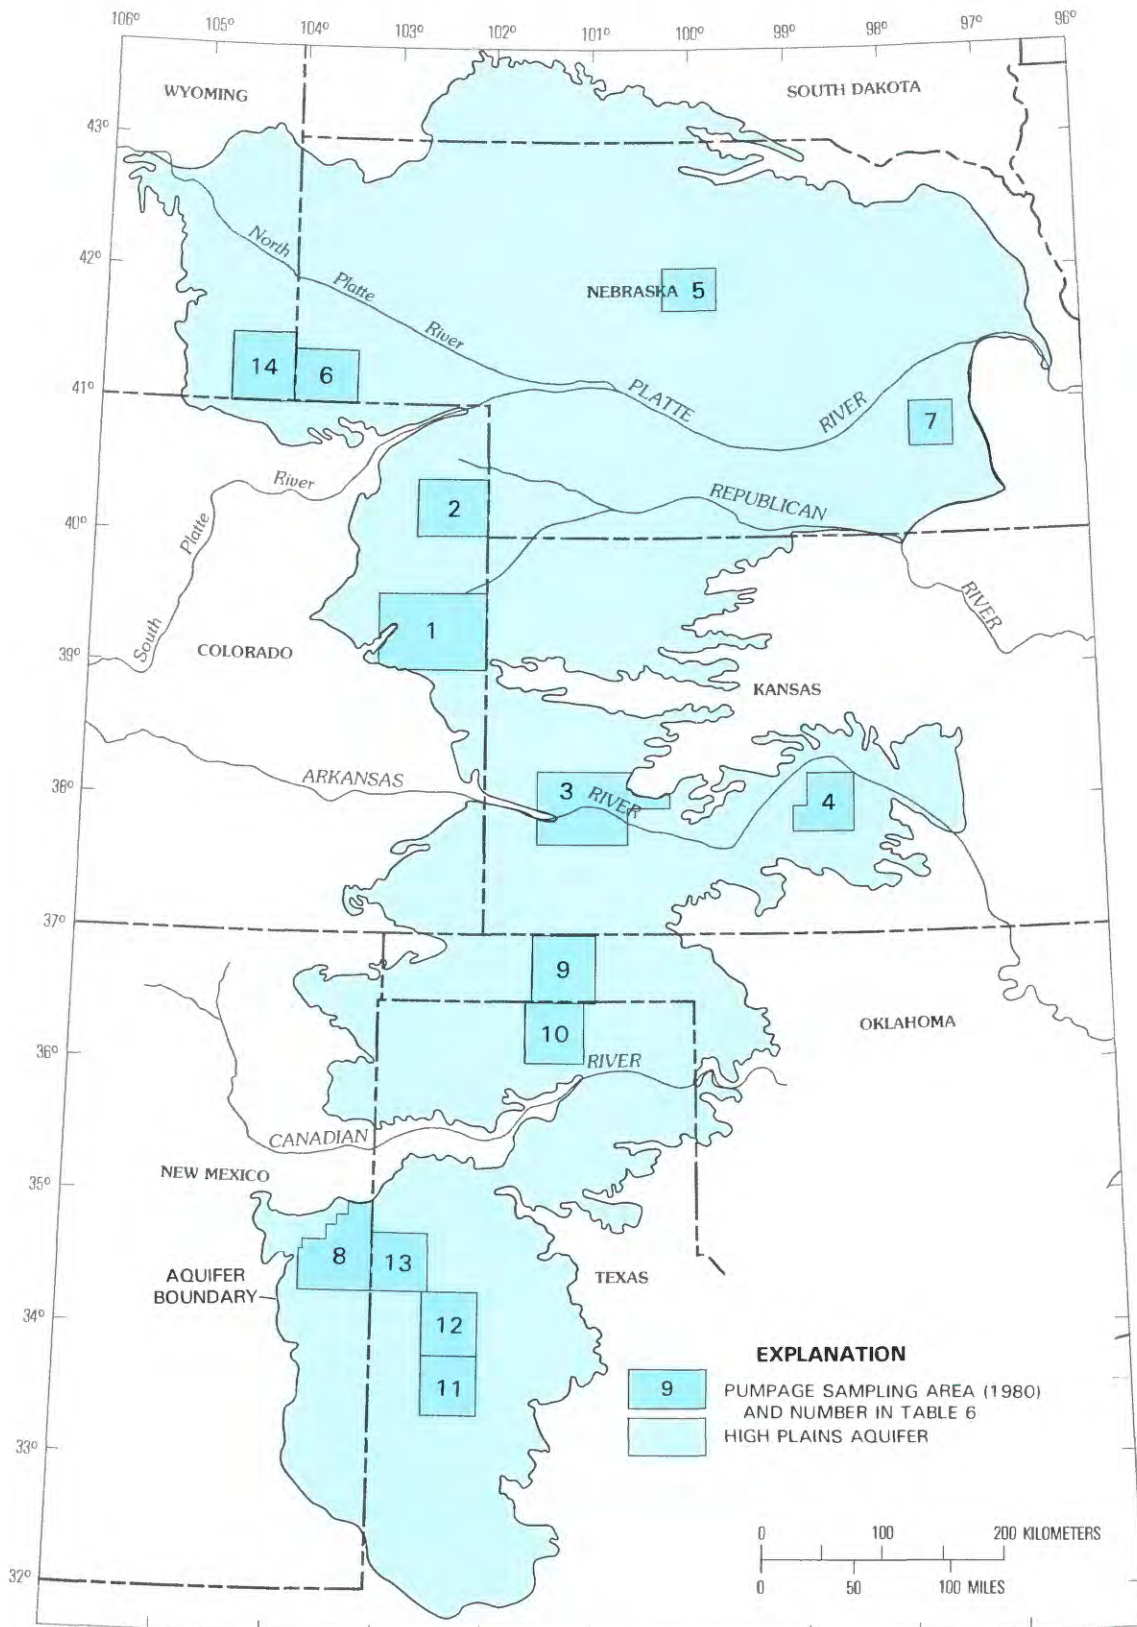 106° 105° 104° 103° 102° 101° 100° 99° 98° 97° 96°
WYOMING
SOUTH DAKOTA
43°
42°
North
Platte
River
NEBRASKA 5
14
6
41°
PLATTE
RIVER
7
South
Platte
River
2
REPUBLICAN
RIVER
40°
1
COLORADO
39°
KANSAS
ARKANSAS
RIVER
3
4
38°
37°
9
10
OKLAHOMA
36°
RIVER
CANADIAN
NEW MEXICO
35°
8
13
TEXAS
AQUIFER
BOUNDARY
34°
12
11
33°
32°
EXPLANATION
9 PUMPAGE SAMPLING AREA (1980)
AND NUMBER IN TABLE 6
HIGH PLAINS AQUIFER
0 100 200 KILOMETERS
0 50 100 MILES